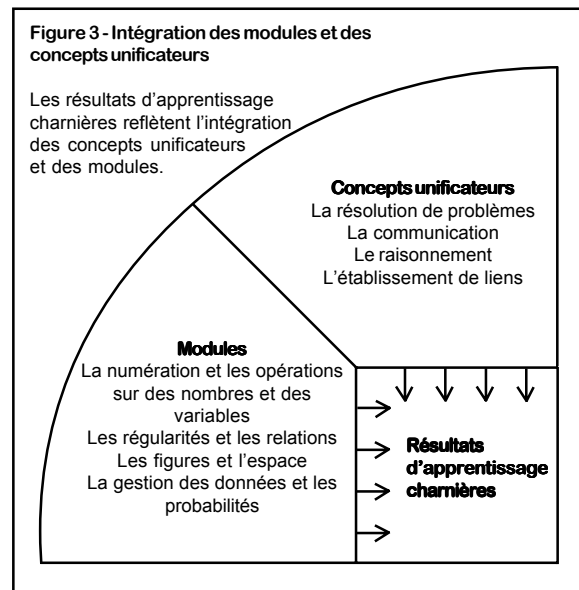 Figure 3 - Intégration des modules et des
concepts unificateurs
Les résultats d'apprentissage
charnières reflètent l'intégration
des concepts unificateurs
et des modules.
Concepts unificateurs
La résolution de problèmes
La communication
Le raisonnement
L'établissement de liens
Modules
La numération et les opérations
sur des nombres et des
variables
Les régularités et les relations
Les figures et l'espace
La gestion des données et les
probabilités
Résultats
d'apprentissage
charnières